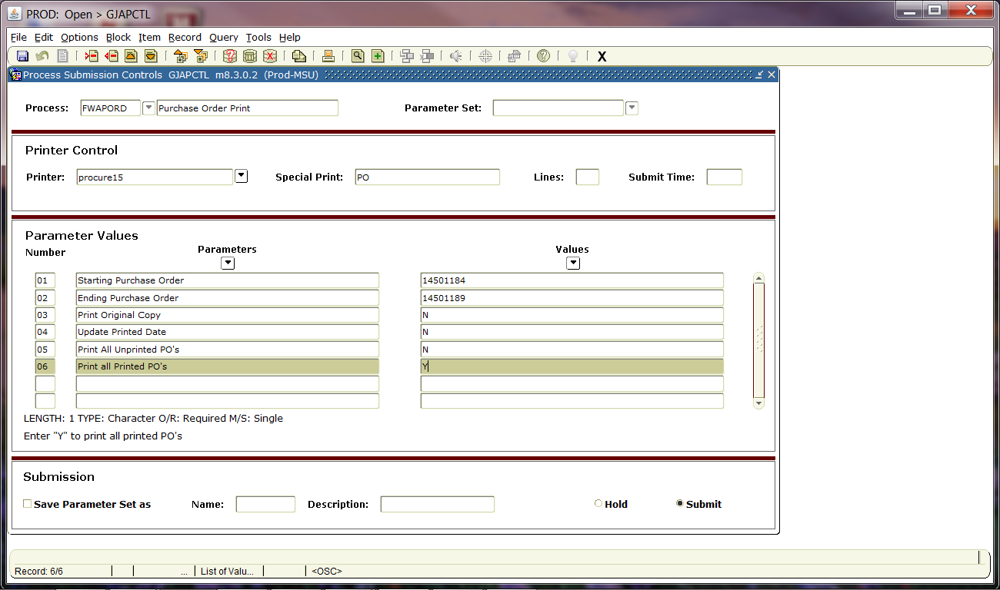 PROD: Open > GJAPCTL
File Edit Options Block Item Record Query Tools Help
X
Process Submission Controls GJAPCTL m8.3.0.2 (Prod-MSU)
Process: FWAPORD Purchase Order Print Parameter Set:
Printer Control
Printer: procure15 Special Print: PO Lines: Submit Time:
Parameter Values
Number Parameters Values
01 Starting Purchase Order 14501184
02 Ending Purchase Order 14501189
03 Print Original Copy N
04 Update Printed Date N
05 Print All Unprinted PO's N
06 Print all Printed PO's Y
LENGTH: 1 TYPE: Character O/R: Required M/S: Single
Enter "Y" to print all printed PO's
Submission
Save Parameter Set as Name: Description: Hold Submit
Record: 6/6 ... List of Valu... <OSC>